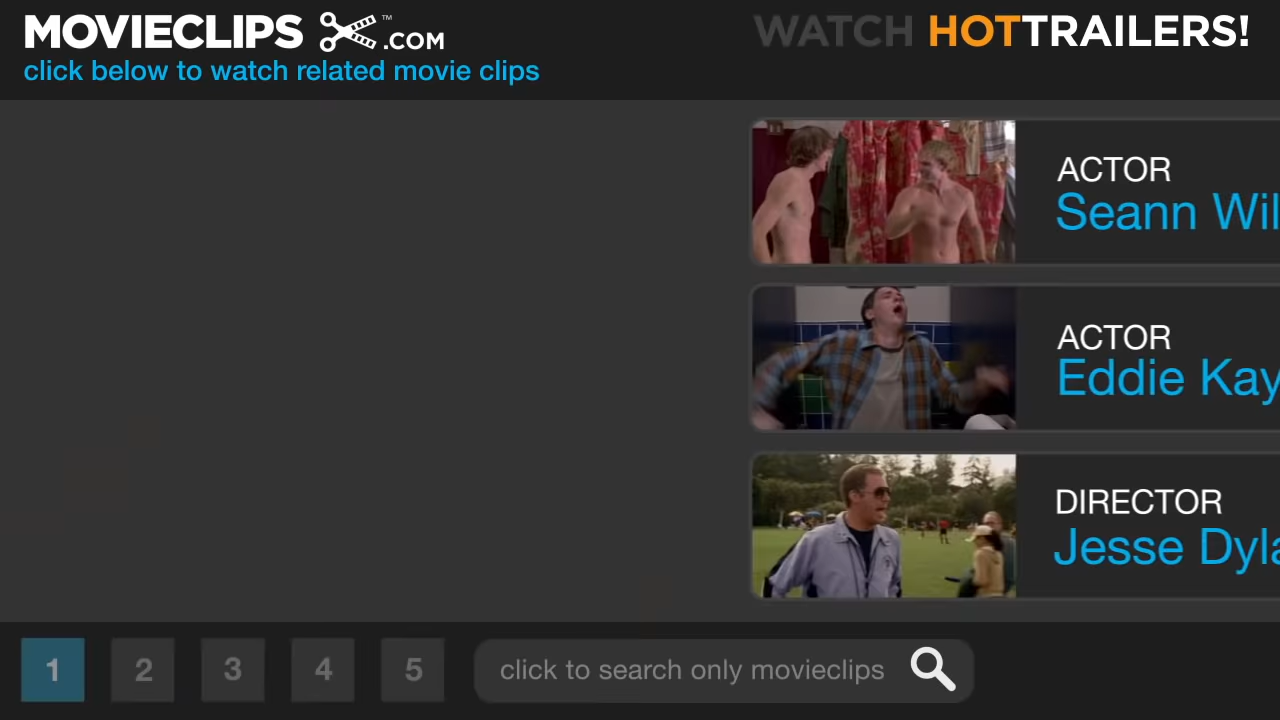 MOVIECLIPS ™ .COM
click below to watch related movie clips
WATCH HOTTRAILERS!
ACTOR
Seann Wil
ACTOR
Eddie Kay
DIRECTOR
Jesse Dyla
1 2 3 4 5
click to search only movieclips